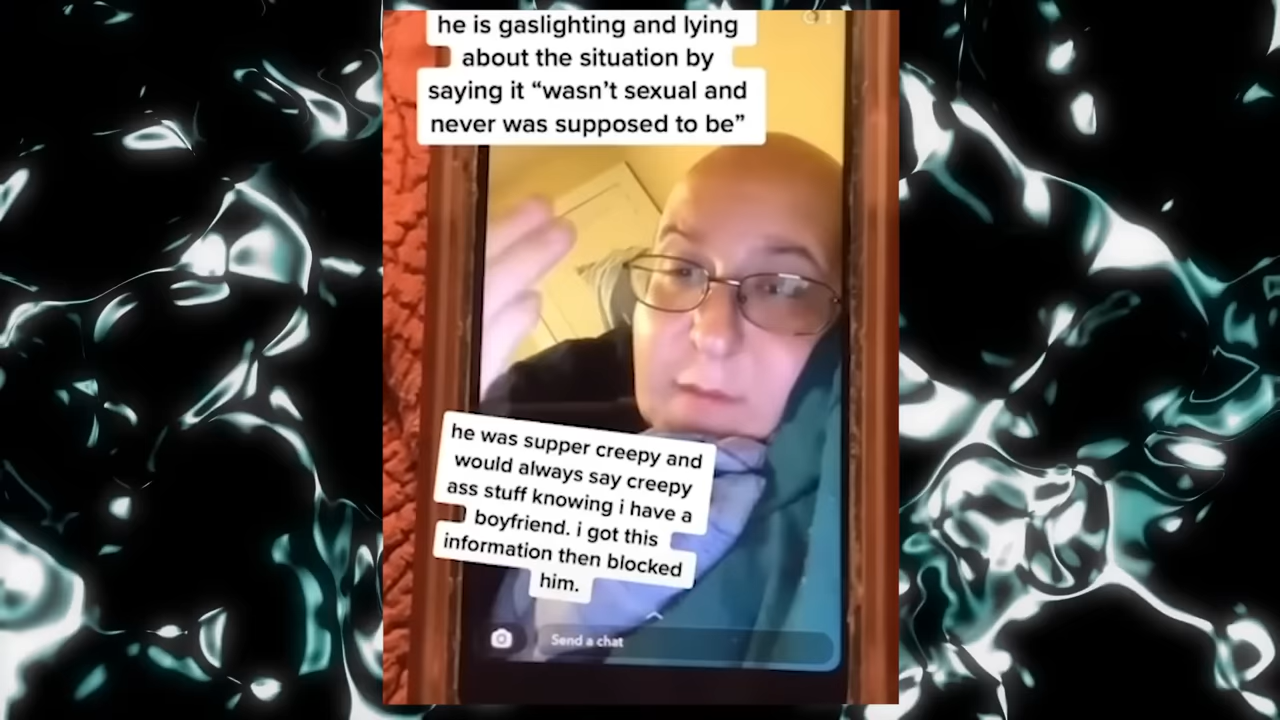 he is gaslighting and lying
about the situation by
saying it “wasn’t sexual and
never was supposed to be”
he was supper creepy and
would always say creepy
ass stuff knowing i have a
boyfriend. i got this
information then blocked
him.
Send a chat